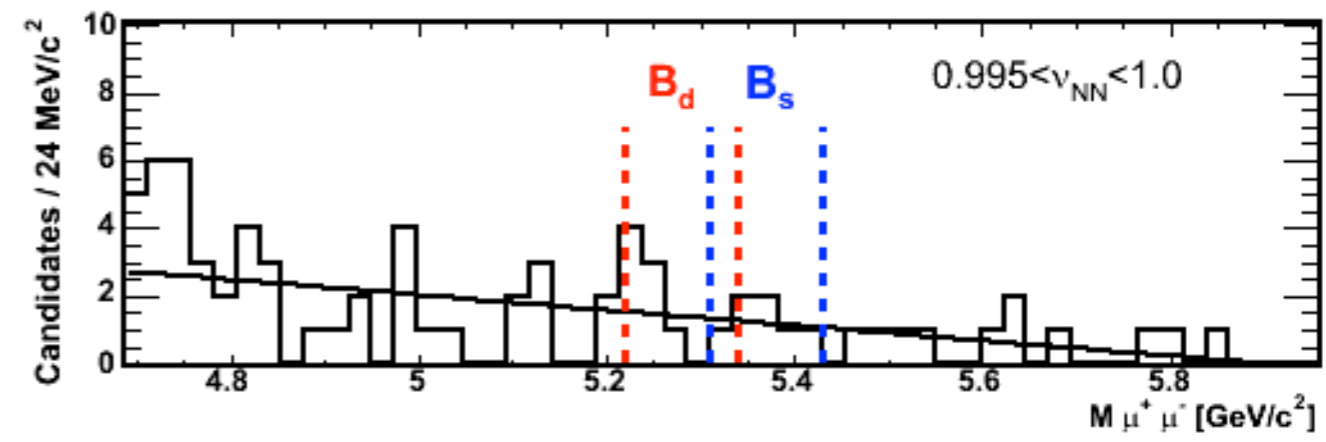 Candidates / 24 MeV/c²
10
8
6
4
2
0
B_d
B_s
0.995<ν_NN<1.0
4.8 5 5.2 5.4 5.6 5.8
M μ⁺ μ⁻ [GeV/c²]